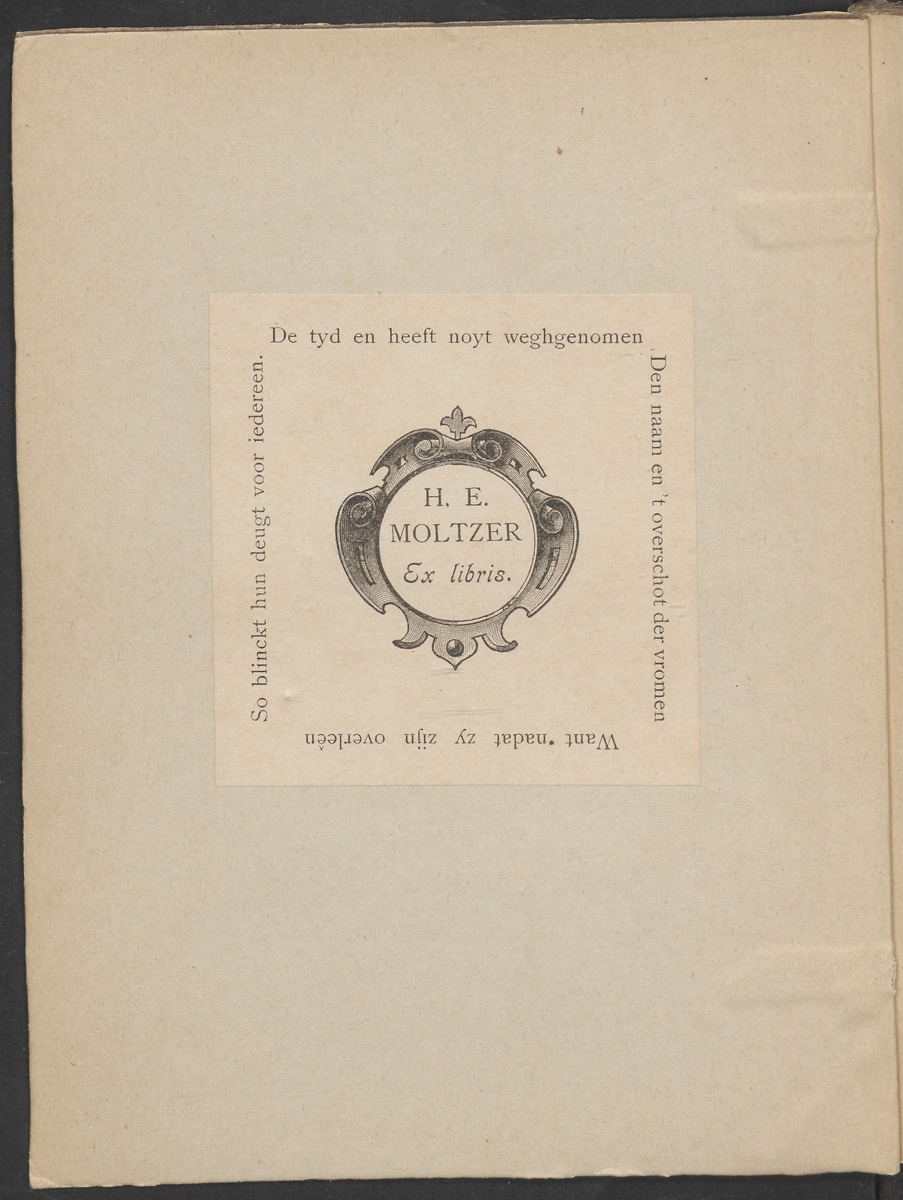 De tyd en heeft noyt weghgenomen
Den naam en 't overschot der vromen
Want nadat zy zijn overleên
So blinckt hun deugt voor iedereen.
H. E.
MOLTZER
Ex libris.